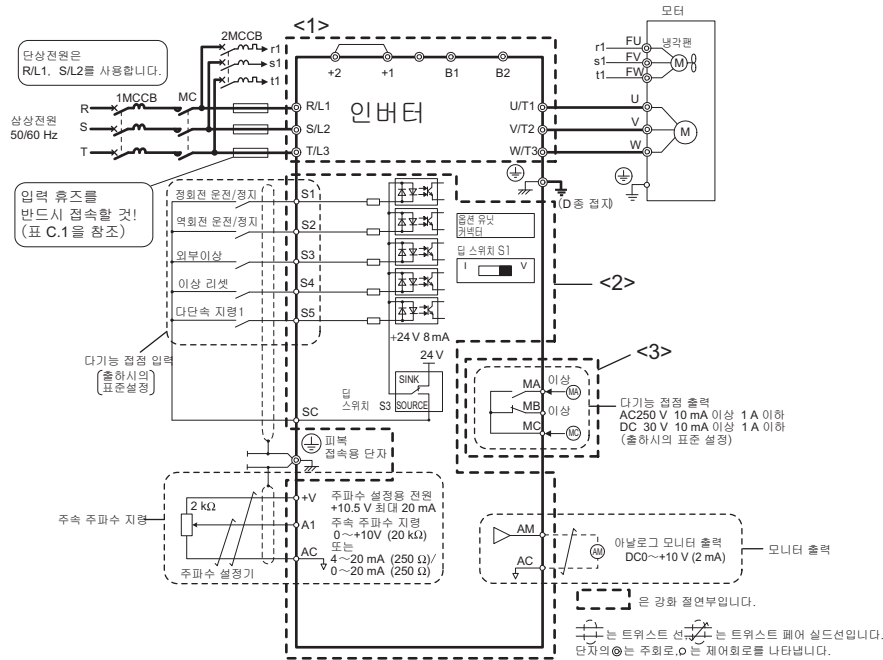 <1>
모터
2MCCB
r1
s1
t1
단상전원은
R/L1, S/L2를 사용합니다.
+2
+1
B1
B2
r1
s1
t1
FU
FV
FW
냉각팬
M
1MCCB
MC
R
S
T
삼상전원
50/60 Hz
R/L1
S/L2
T/L3
인버터
U/T1
V/T2
W/T3
U
V
W
M
(D종 접지)
입력 휴즈를
반드시 접속할 것!
(표 C.1을 참조)
정회전 운전/정지
S1
역회전 운전/정지
S2
외부이상
S3
이상 리셋
S4
다단속 지령1
S5
옵션 유닛
커넥터
딥 스위치 S1
I
V
<2>
다기능 접점 입력
(출하시의
표준설정)
+24 V 8 mA
24 V
SINK
SOURCE
딥
스위치 S3
SC
<3>
MA
이상
MA
MB
이상
MC
MC
다기능 접점 출력
AC250 V 10 mA 이상 1 A 이하
DC 30 V 10 mA 이상 1 A 이하
(출하시의 표준 설정)
피복
접속용 단자
주속 주파수 지령
2 kΩ
주파수 설정기
+V
A1
AC
주파수 설정용 전원
+10.5 V 최대 20 mA
주속 주파수 지령
0～+10V (20 kΩ)
또는
4～20 mA (250 Ω)/
0～20 mA (250 Ω)
AM
AC
AM
아날로그 모니터 출력
DC0～+10 V (2 mA)
모니터 출력
은 강화 절연부입니다.
는 트위스트 선, 는 트위스트 페어 실드선입니다.
단자의 는 주회로, 는 제어회로를 나타냅니다.